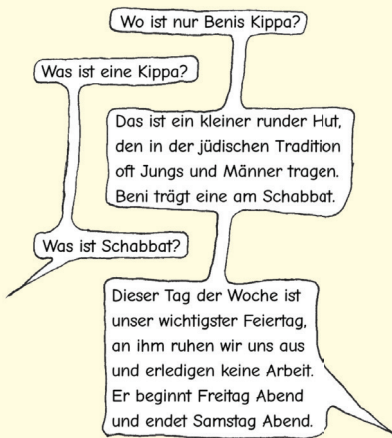 Wo ist nur Benis Kippa?
Was ist eine Kippa?
Das ist ein kleiner runder Hut,
den in der jüdischen Tradition
oft Jungs und Männer tragen.
Beni trägt eine am Schabbat.
Was ist Schabbat?
Dieser Tag der Woche ist
unser wichtigster Feiertag,
an ihm ruhen wir uns aus
und erledigen keine Arbeit.
Er beginnt Freitag Abend
und endet Samstag Abend.